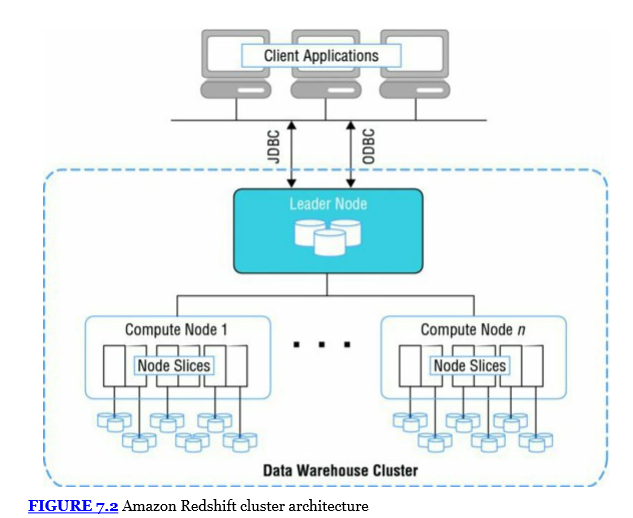 Client Applications
JDBC
ODBC
Leader Node
Compute Node 1
Compute Node n
Node Slices
Node Slices
Data Warehouse Cluster
FIGURE 7.2 Amazon Redshift cluster architecture